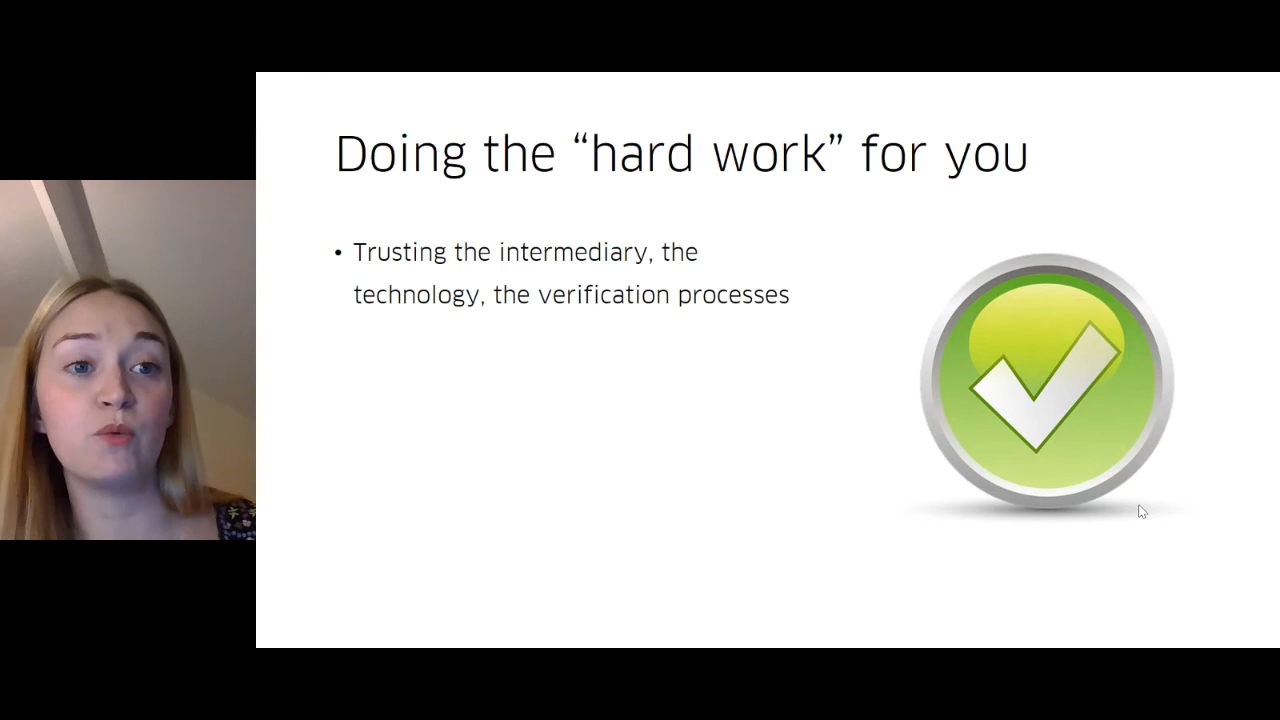 Doing the “hard work” for you
• Trusting the intermediary, the
technology, the verification processes